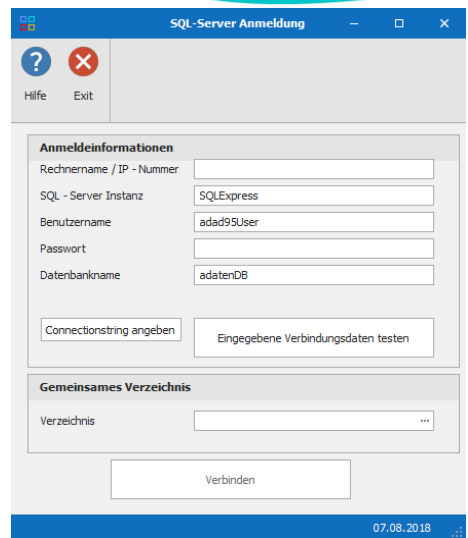 SQL-Server Anmeldung
Hilfe Exit
Anmeldeinformationen
Rechnername / IP - Nummer
SQL - Server Instanz SQLExpress
Benutzername adad95User
Passwort
Datenbankname adatenDB
Connectionstring angeben Eingegebene Verbindungsdaten testen
Gemeinsames Verzeichnis
Verzeichnis ...
Verbinden
07.08.2018